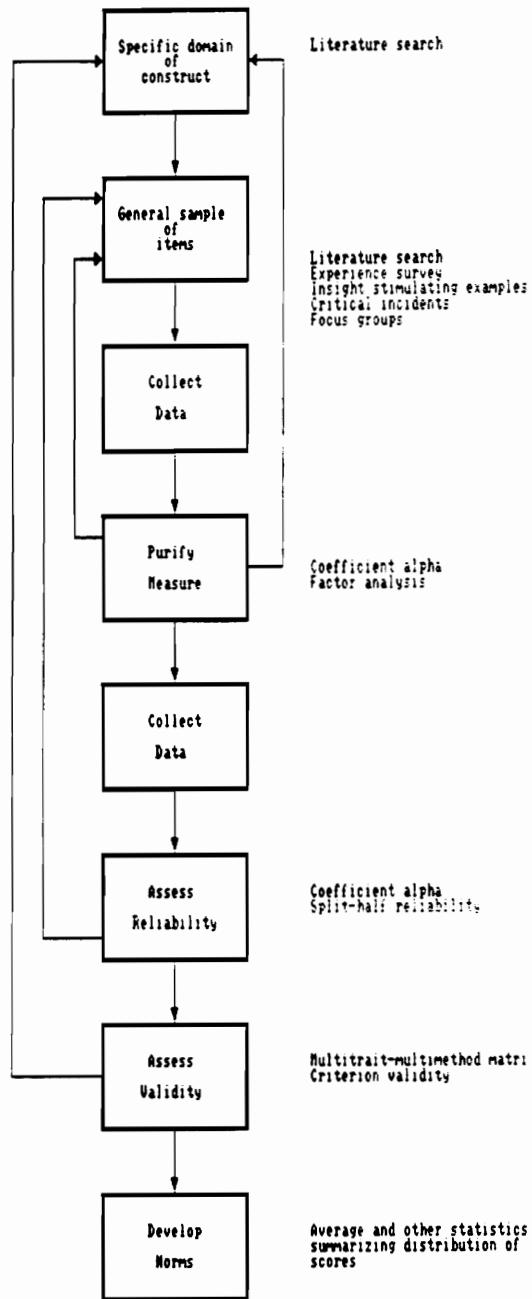 Specific domain
of
construct
Literature search
General sample
of
items
Literature search
Experience survey
Insight stimulating examples
Critical incidents
Focus groups
Collect
Data
Purify
Measure
Coefficient alpha
Factor analysis
Collect
Data
Assess
Reliability
Coefficient alpha
Split-half reliability
Assess
Validity
Multitrait-multimethod matri
Criterion validity
Develop
Norms
Average and other statistics
summarizing distribution of
scores